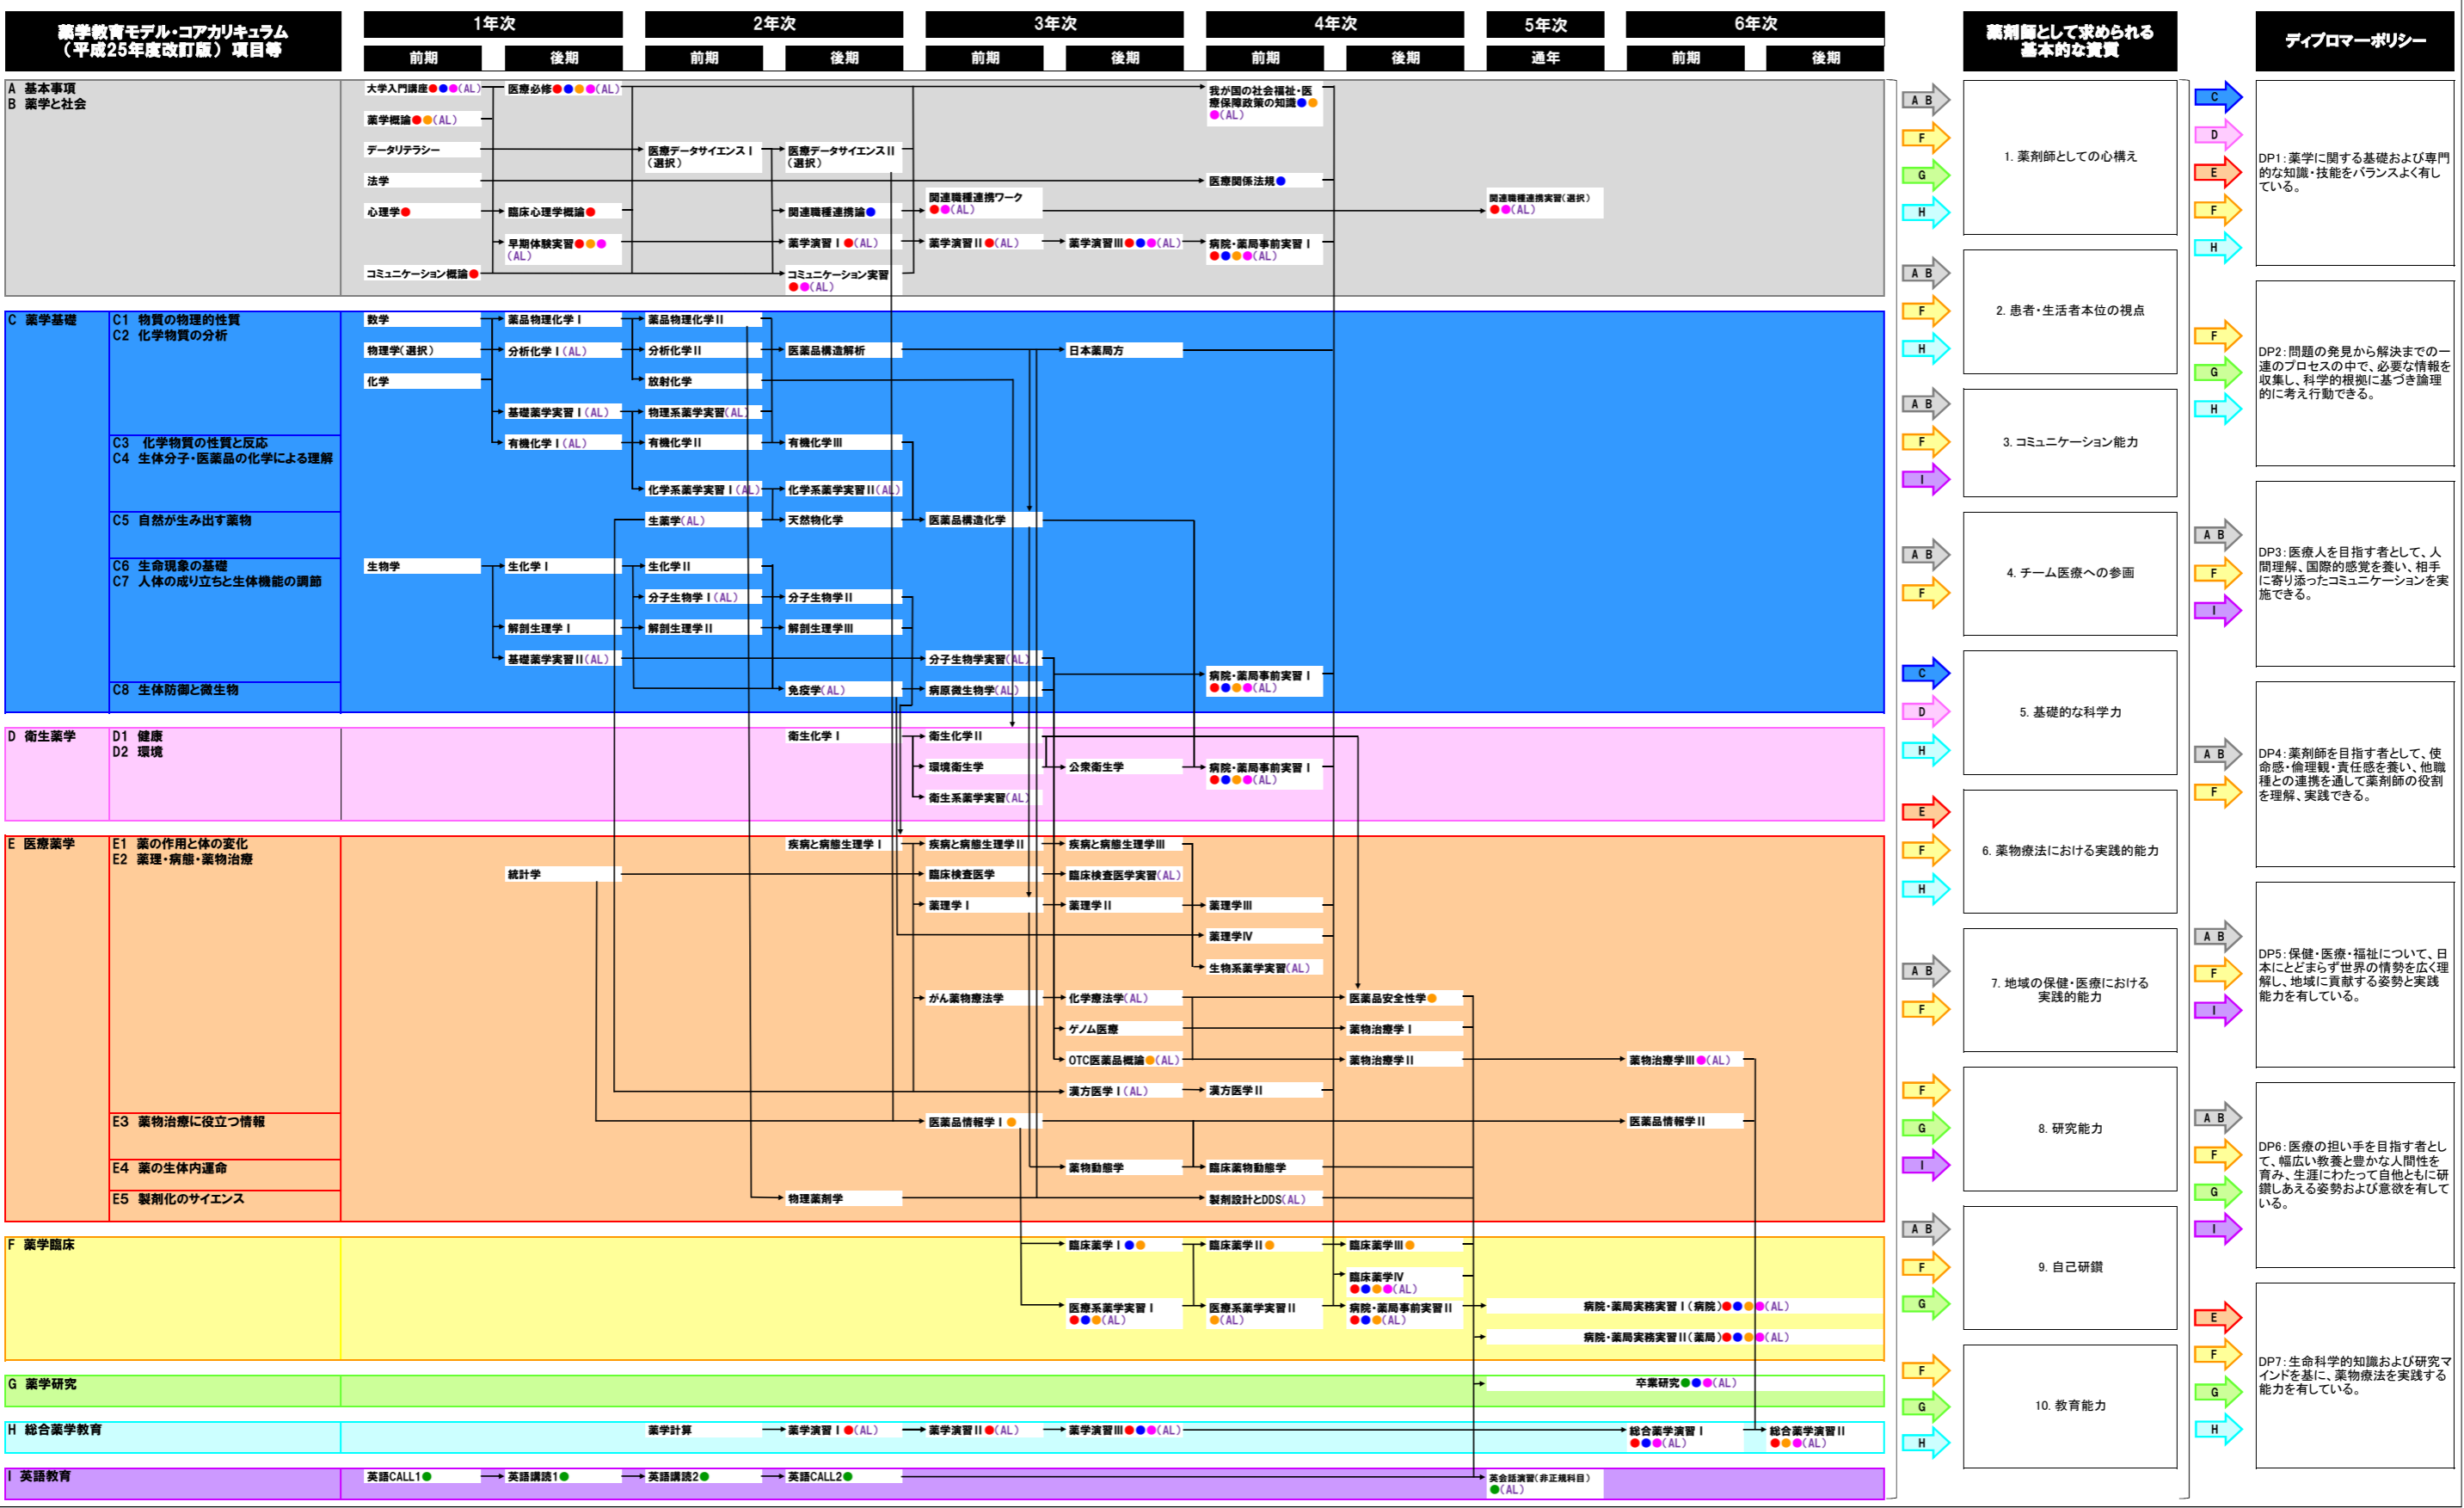 薬学教育モデル・コアカリキュラム
（平成25年度改訂版）項目等
1年次
2年次
3年次
4年次
5年次
6年次
前期
後期
前期
後期
前期
後期
前期
後期
通年
前期
後期
薬剤師として求められる
基本的な資質
ディプロマーポリシー
A 基本事項
B 薬学と社会
大学入門講座●●●(AL)
医療必修●●●●(AL)
我が国の社会福祉・医
療保障政策の知識●●
●(AL)
薬学概論●●(AL)
データリテラシー
医療データサイエンスⅠ
（選択）
医療データサイエンスⅡ
（選択）
法学
医療関係法規●
心理学●
臨床心理学概論●
関連職種連携論●
関連職種連携ワーク
●●(AL)
関連職種連携実習（選択）
●●(AL)
早期体験実習●●●
(AL)
薬学演習Ⅰ●(AL)
薬学演習Ⅱ●(AL)
薬学演習Ⅲ●●●(AL)
病院・薬局事前実習Ⅰ
●●●●(AL)
コミュニケーション概論●
コミュニケーション実習
●●(AL)
C 薬学基礎
C1 物質の物理的性質
C2 化学物質の分析
数学
薬品物理化学Ⅰ
薬品物理化学Ⅱ
物理学（選択）
分析化学Ⅰ(AL)
分析化学Ⅱ
医薬品構造解析
日本薬局方
化学
放射化学
基礎薬学実習Ⅰ(AL)
物理系薬学実習(AL)
C3 化学物質の性質と反応
C4 生体分子・医薬品の化学による理解
有機化学Ⅰ(AL)
有機化学Ⅱ
有機化学Ⅲ
化学系薬学実習Ⅰ(AL)
化学系薬学実習Ⅱ(AL)
C5 自然が生み出す薬物
生薬学(AL)
天然物化学
医薬品構造化学
C6 生命現象の基礎
C7 人体の成り立ちと生体機能の調節
生物学
生化学Ⅰ
生化学Ⅱ
分子生物学Ⅰ(AL)
分子生物学Ⅱ
解剖生理学Ⅰ
解剖生理学Ⅱ
解剖生理学Ⅲ
基礎薬学実習Ⅱ(AL)
分子生物学実習(AL)
病院・薬局事前実習Ⅰ
●●●●(AL)
C8 生体防御と微生物
免疫学(AL)
病原微生物学(AL)
D 衛生薬学
D1 健康
D2 環境
衛生化学Ⅰ
衛生化学Ⅱ
環境衛生学
公衆衛生学
病院・薬局事前実習Ⅰ
●●●●(AL)
衛生系薬学実習(AL)
E 医療薬学
E1 薬の作用と体の変化
E2 薬理・病態・薬物治療
疾病と病態生理学Ⅰ
疾病と病態生理学Ⅱ
疾病と病態生理学Ⅲ
統計学
臨床検査医学
臨床検査医学実習(AL)
薬理学Ⅰ
薬理学Ⅱ
薬理学Ⅲ
薬理学Ⅳ
生物系薬学実習(AL)
がん薬物療法学
化学療法学(AL)
医薬品安全性学●
ゲノム医療
薬物治療学Ⅰ
OTC医薬品概論●(AL)
薬物治療学Ⅱ
薬物治療学Ⅲ●(AL)
漢方医学Ⅰ(AL)
漢方医学Ⅱ
E3 薬物治療に役立つ情報
医薬品情報学Ⅰ●
医薬品情報学Ⅱ
E4 薬の生体内運命
薬物動態学
臨床薬物動態学
E5 製剤化のサイエンス
物理薬剤学
製剤設計とDDS(AL)
F 薬学臨床
臨床薬学Ⅰ●●
臨床薬学Ⅱ●
臨床薬学Ⅲ●
臨床薬学Ⅳ
●●●●(AL)
医療系薬学実習Ⅰ
●●●(AL)
医療系薬学実習Ⅱ
●(AL)
病院・薬局事前実習Ⅱ
●●●(AL)
病院・薬局実務実習Ⅰ（病院）●●●●(AL)
病院・薬局実務実習Ⅱ（薬局）●●●●(AL)
G 薬学研究
卒業研究●●●(AL)
H 総合薬学教育
薬学計算
薬学演習Ⅰ●(AL)
薬学演習Ⅱ●(AL)
薬学演習Ⅲ●●●(AL)
総合薬学演習Ⅰ
●●●(AL)
総合薬学演習Ⅱ
●●●(AL)
I 英語教育
英語CALL1●
英語講読1●
英語講読2●
英語CALL2●
英会話演習（非正規科目）
●(AL)
A B
F
G
H
1. 薬剤師としての心構え
A B
F
H
2. 患者・生活者本位の視点
A B
F
I
3. コミュニケーション能力
A B
F
4. チーム医療への参画
C
D
H
5. 基礎的な科学力
E
F
H
6. 薬物療法における実践的能力
A B
F
7. 地域の保健・医療における
実践的能力
F
G
I
8. 研究能力
A B
F
G
9. 自己研鑽
F
G
H
10. 教育能力
C
D
E
F
H
DP1：薬学に関する基礎および専門
的な知識・技能をバランスよく有し
ている。
F
G
H
DP2：問題の発見から解決までの一
連のプロセスの中で、必要な情報を
収集し、科学的根拠に基づき論理
的に考え行動できる。
A B
F
I
DP3：医療人を目指す者として、人
間理解、国際的感覚を養い、相手
に寄り添ったコミュニケーションを実
施できる。
A B
F
DP4：薬剤師を目指す者として、使
命感・倫理観・責任感を養い、他職
種との連携を通して薬剤師の役割
を理解、実践できる。
A B
F
I
DP5：保健・医療・福祉について、日
本にとどまらず世界の情勢を広く理
解し、地域に貢献する姿勢と実践
能力を有している。
A B
F
G
I
DP6：医療の担い手を目指す者とし
て、幅広い教養と豊かな人間性を
育み、生涯にわたって自他ともに研
鑽しあえる姿勢および意欲を有して
いる。
E
F
G
H
DP7：生命科学的知識および研究マ
インドを基に、薬物療法を実践する
能力を有している。